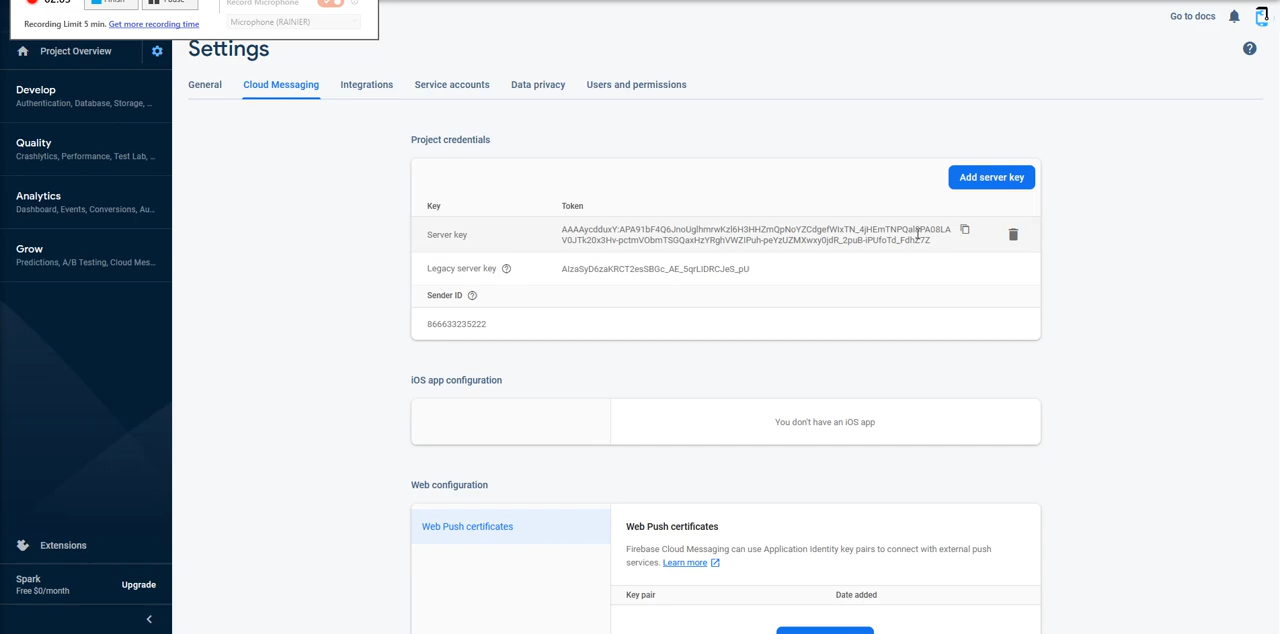 02:05
Finish
Pause
Record Microphone
Recording Limit 5 min. Get more recording time
Microphone (RAINIER)
Go to docs
Project Overview
Settings
General
Cloud Messaging
Integrations
Service accounts
Data privacy
Users and permissions
Develop
Authentication, Database, Storage, ...
Quality
Crashlytics, Performance, Test Lab, ...
Analytics
Dashboard, Events, Conversions, Au...
Grow
Predictions, A/B Testing, Cloud Mes...
Extensions
Spark
Free $0/month
Upgrade
Project credentials
Add server key
Key
Token
Server key
Legacy server key
AIzaSyD6zaKRCT2esSBGc_AE_5qrLIDRCJeS_pU
Sender ID
866633235222
iOS app configuration
You don't have an iOS app
Web configuration
Web Push certificates
Web Push certificates
Firebase Cloud Messaging can use Application Identity key pairs to connect with external push
services. Learn more
Key pair
Date added